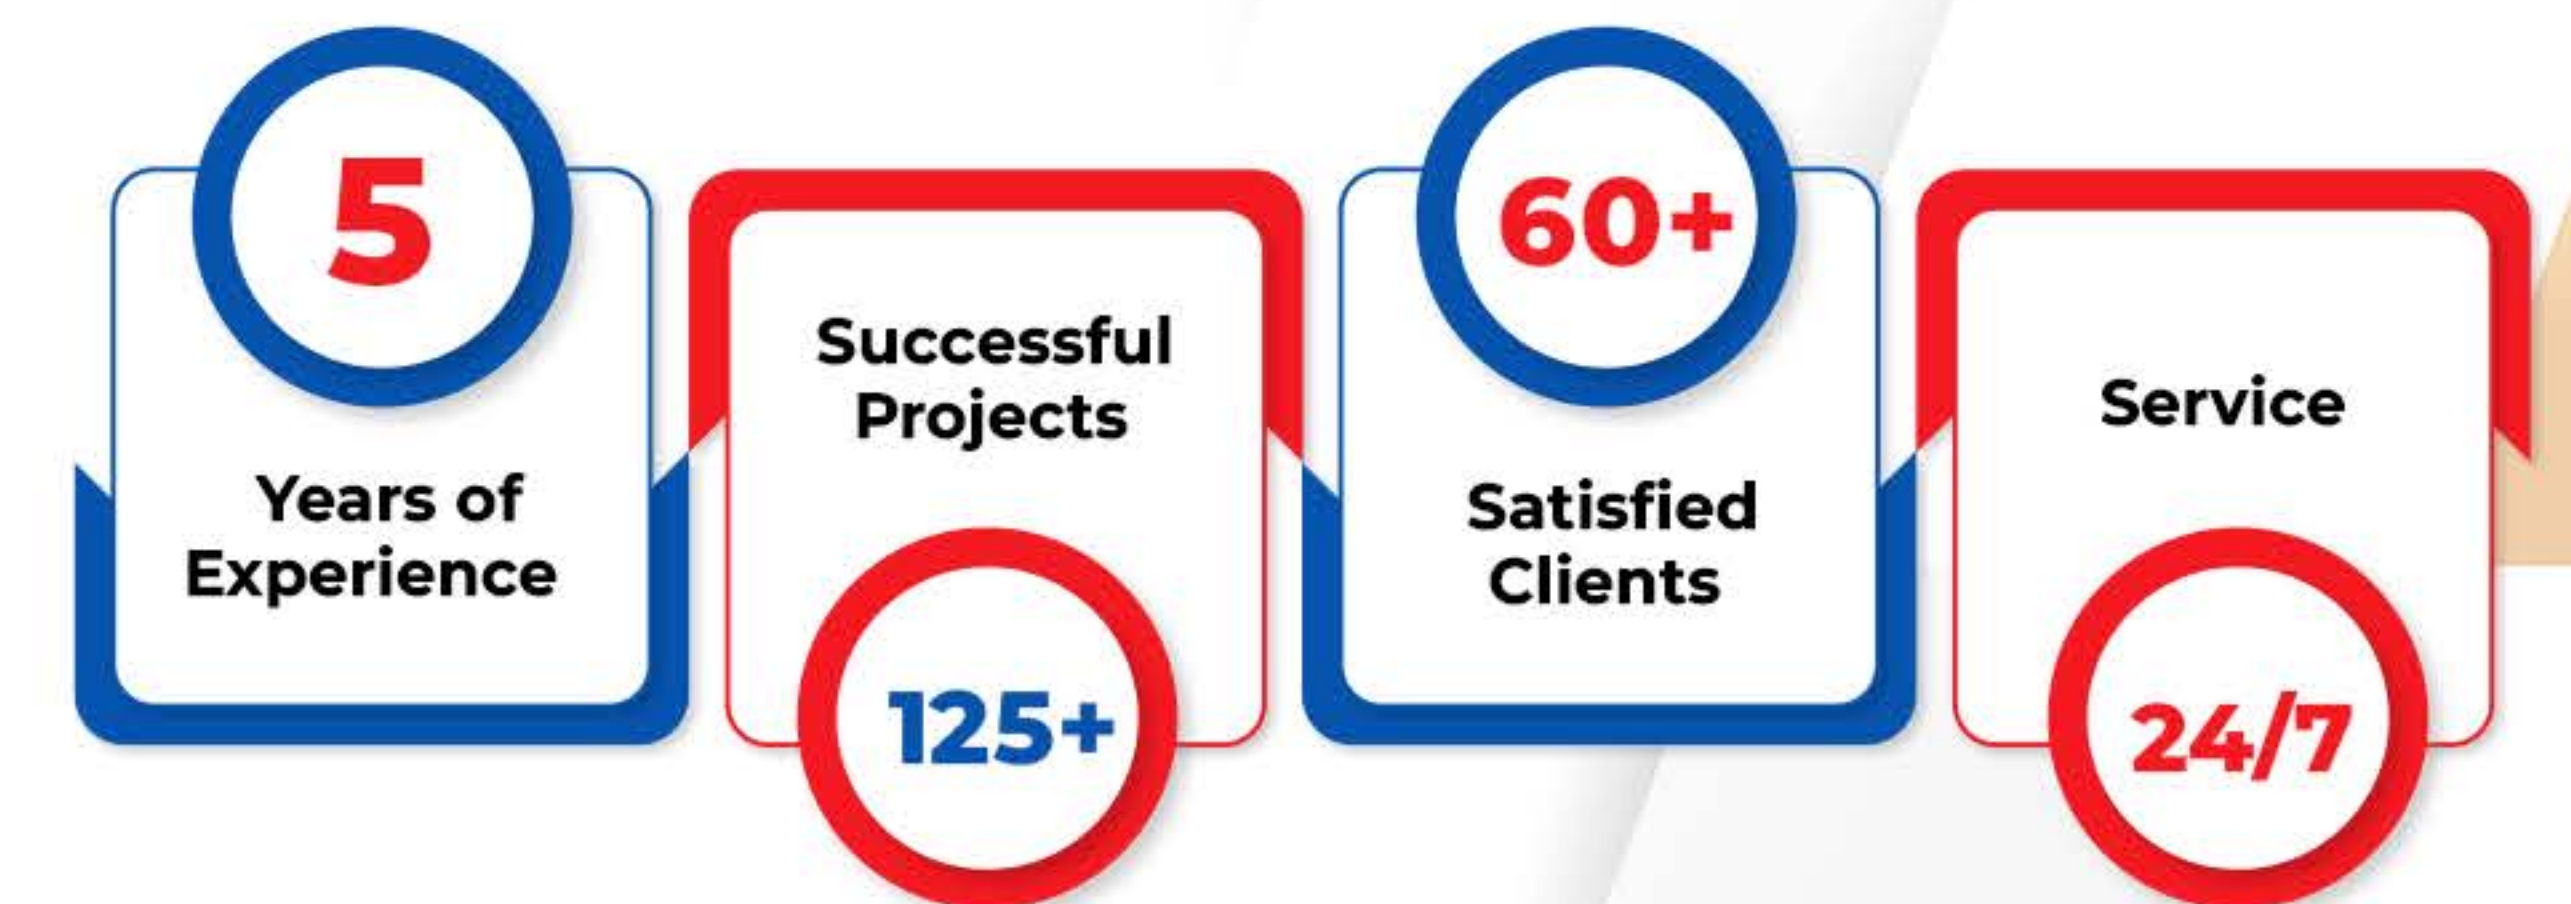 5
Years of
Experience
Successful
Projects
125+
60+
Satisfied
Clients
Service
24/7